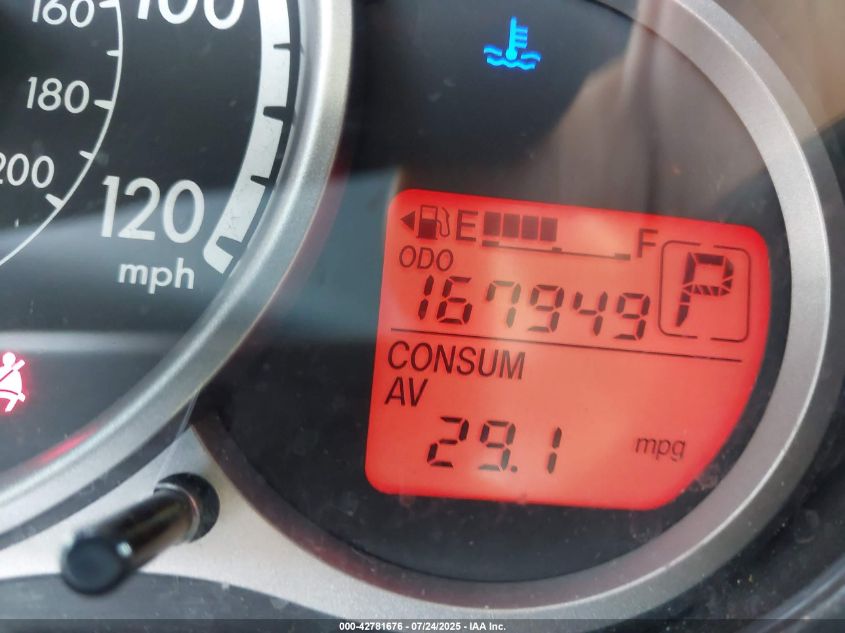 160
100
180
200
120
mph
E F
ODO
167949 P
CONSUM
AV
29.1 mpg
000-42781676 - 07/24/2025 - IAA Inc.